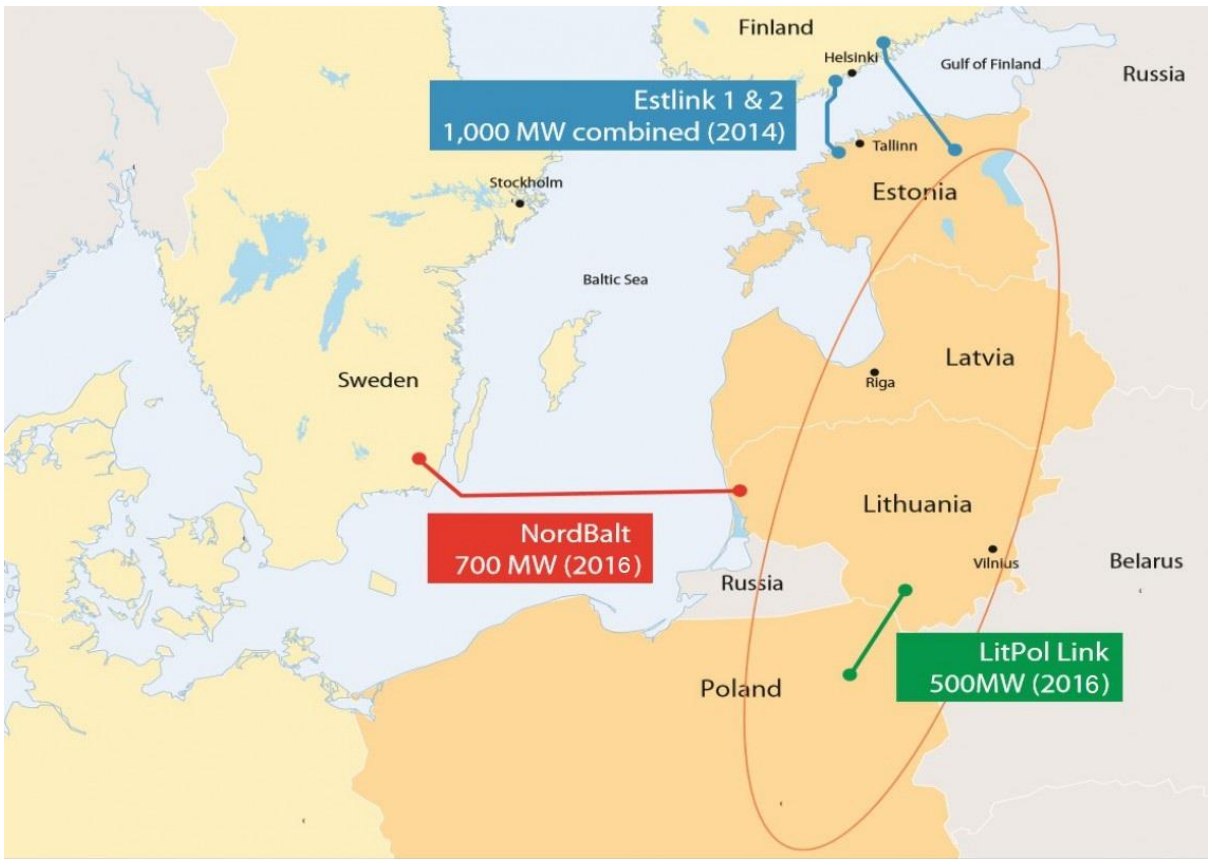 Finland
Helsinki
Gulf of Finland
Russia
Estlink 1 & 2
1,000 MW combined (2014)
Tallinn
Stockholm
Estonia
Baltic Sea
Latvia
Sweden
Riga
Lithuania
NordBalt
700 MW (2016)
Vilnius
Russia
Belarus
LitPol Link
500MW (2016)
Poland